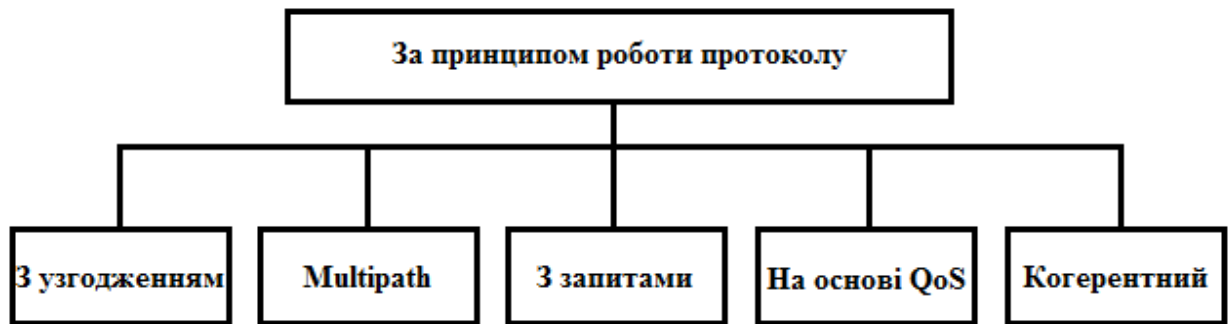 За принципом роботи протоколу
З узгодженням
Multipath
З запитами
На основі QoS
Когерентний